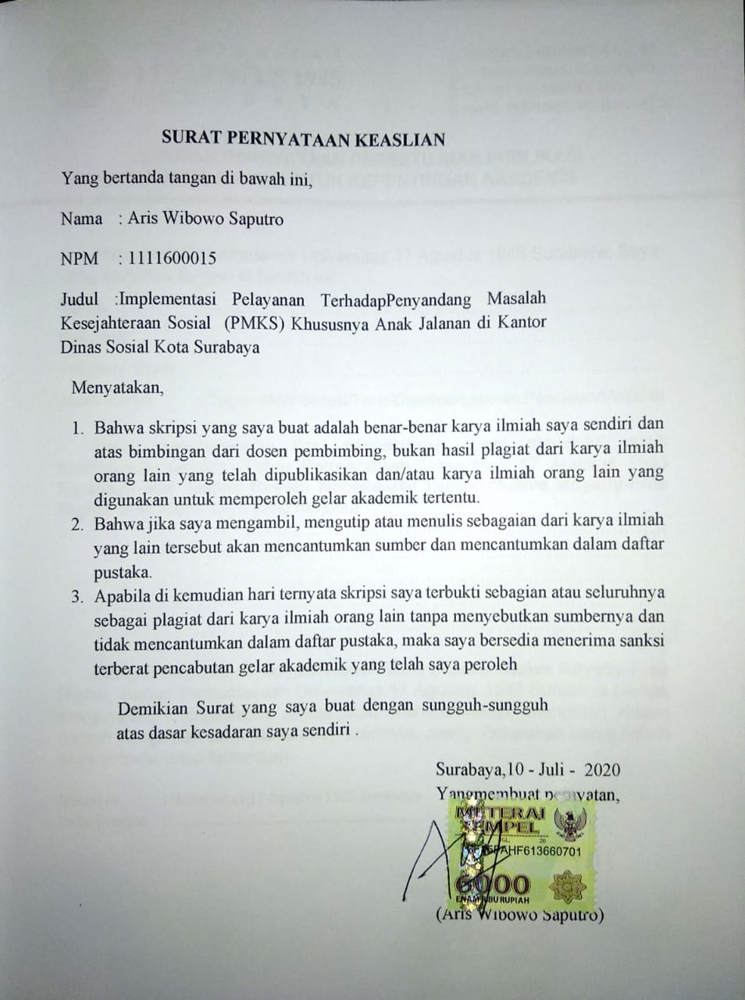 SURAT PERNYATAAN KEASLIAN
Yang bertanda tangan di bawah ini,
Nama : Aris Wibowo Saputro
NPM : 1111600015
Judul :Implementasi Pelayanan TerhadapPenyandang Masalah
Kesejahteraan Sosial (PMKS) Khususnya Anak Jalanan di Kantor
Dinas Sosial Kota Surabaya
Menyatakan,
1. Bahwa skripsi yang saya buat adalah benar-benar karya ilmiah saya sendiri dan
atas bimbingan dari dosen pembimbing, bukan hasil plagiat dari karya ilmiah
orang lain yang telah dipublikasikan dan/atau karya ilmiah orang lain yang
digunakan untuk memperoleh gelar akademik tertentu.
2. Bahwa jika saya mengambil, mengutip atau menulis sebagaian dari karya ilmiah
yang lain tersebut akan mencantumkan sumber dan mencantumkan dalam daftar
pustaka.
3. Apabila di kemudian hari ternyata skripsi saya terbukti sebagian atau seluruhnya
sebagai plagiat dari karya ilmiah orang lain tanpa menyebutkan sumbernya dan
tidak mencantumkan dalam daftar pustaka, maka saya bersedia menerima sanksi
terberat pencabutan gelar akademik yang telah saya peroleh
Demikian Surat yang saya buat dengan sungguh-sungguh
atas dasar kesadaran saya sendiri .
Surabaya,10 - Juli - 2020
Yangmembuat pernyatan,
METERAI
TEMPEL
TGL. 20
AHF613660701
6000
ENAM RIBU RUPIAH
(Aris Wibowo Saputro)